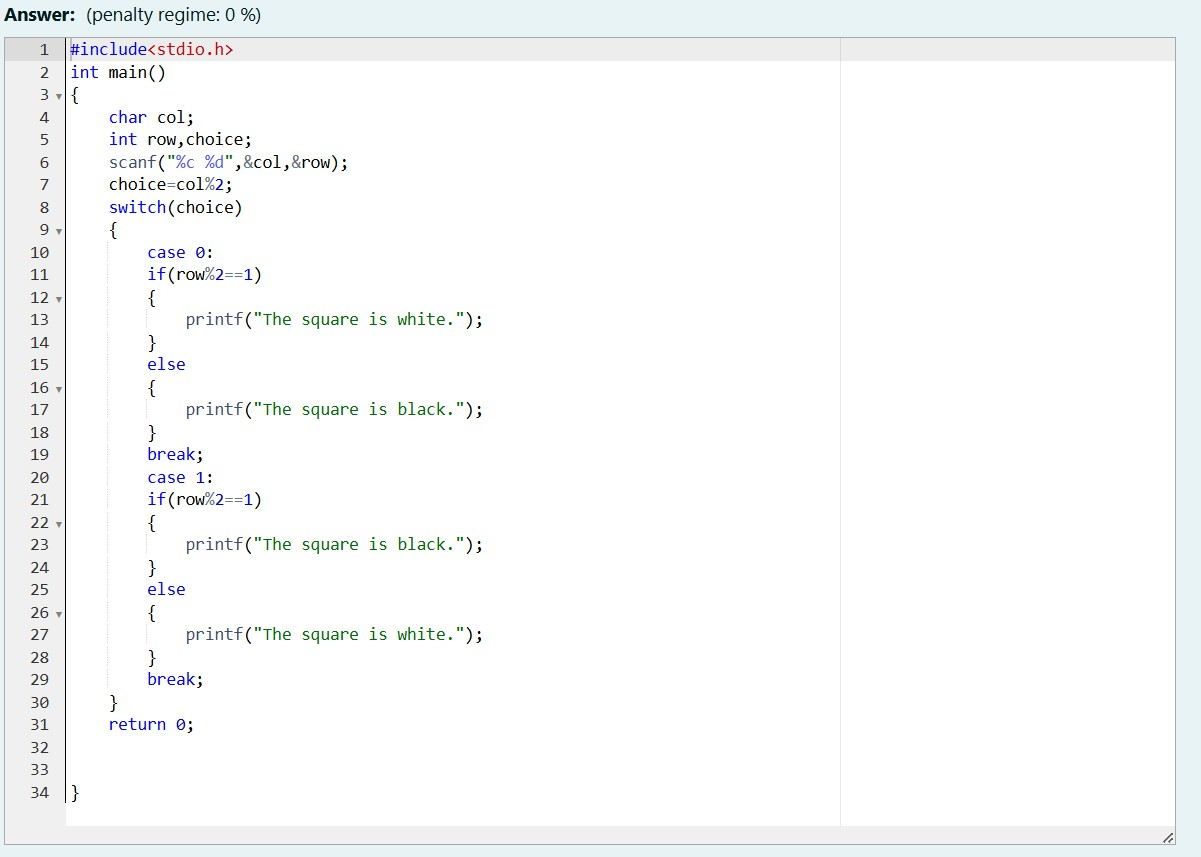 Answer: (penalty regime: 0 %)
1 #include<stdio.h>
2 int main()
3 {
4     char col;
5     int row,choice;
6     scanf("%c %d",&col,&row);
7     choice=col%2;
8     switch(choice)
9     {
10         case 0:
11         if(row%2==1)
12         {
13             printf("The square is white.");
14         }
15         else
16         {
17             printf("The square is black.");
18         }
19         break;
20         case 1:
21         if(row%2==1)
22         {
23             printf("The square is black.");
24         }
25         else
26         {
27             printf("The square is white.");
28         }
29         break;
30     }
31     return 0;
32
33
34 }